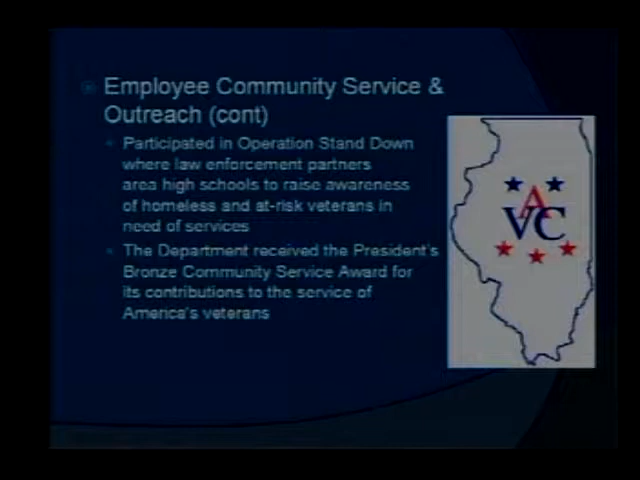 Employee Community Service &
Outreach (cont)
Participated in Operation Stand Down
where law enforcement partners
area high schools to raise awareness
of homeless and at-risk veterans in
need of services
The Department received the President's
Bronze Community Service Award for
its contributions to the service of
America's veterans
A
VC